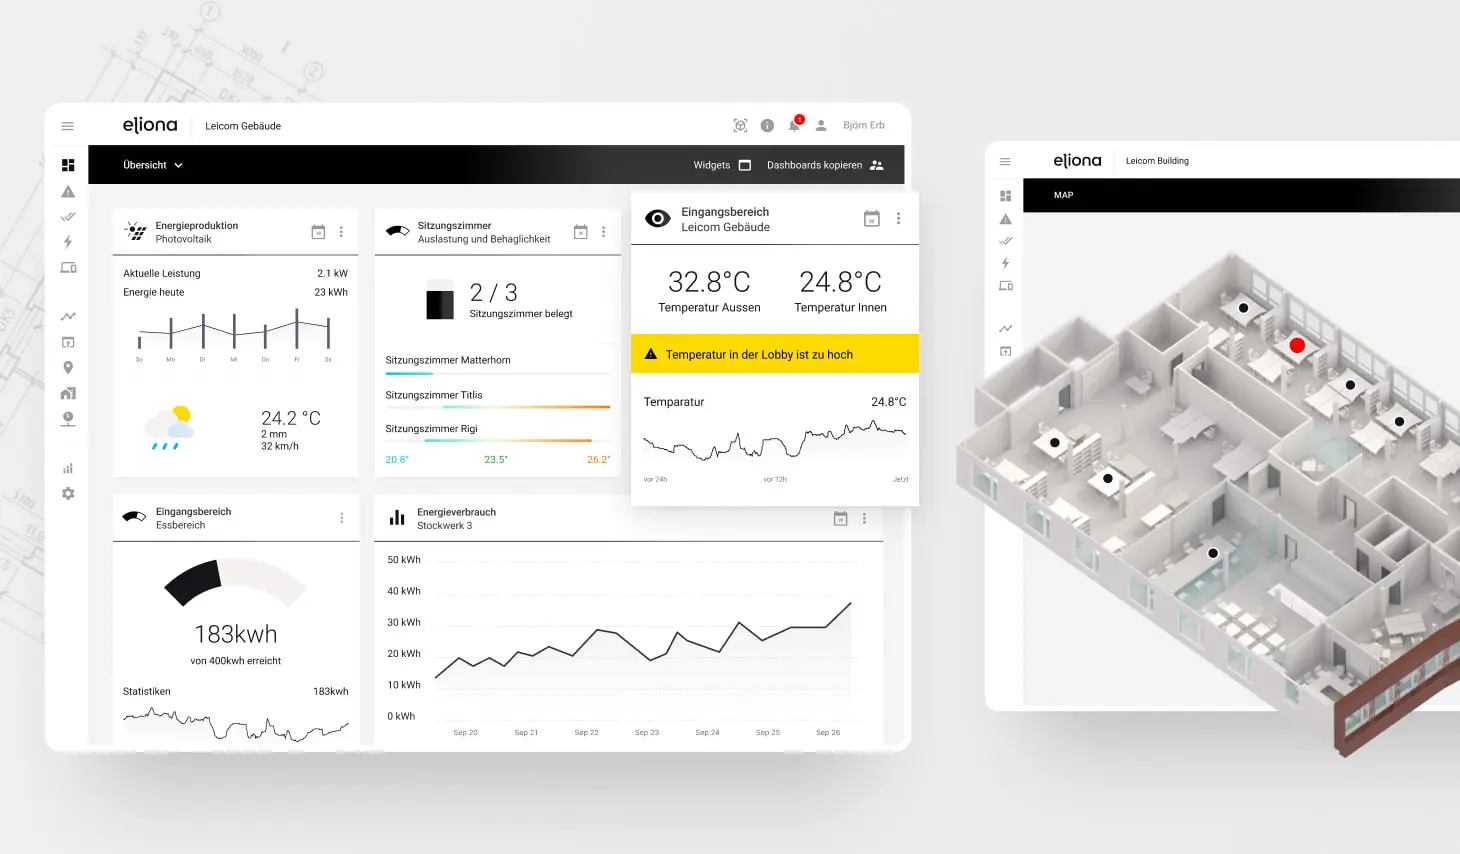 eliona
Leicom Gebäude
1
Björn Erb
Übersicht
Widgets
Dashboards kopieren
Energieproduktion
Photovoltaik
W
Aktuelle Leistung
2.1 kW
Energie heute
23 kWh
So
Mo
Di
Mi
Do
Fr
Sa
24.2 °C
2 mm
32 km/h
Sitzungszimmer
Auslastung und Behaglichkeit
W
2 / 3
Sitzungszimmer belegt
Sitzungszimmer Matterhorn
Sitzungszimmer Titlis
Sitzungszimmer Rigi
20.8°
23.5°
26.2°
Eingangsbereich
Leicom Gebäude
W
32.8°C
Temperatur Aussen
24.8°C
Temperatur Innen
Temperatur in der Lobby ist zu hoch
Temparatur
24.8°C
vor 24h
vor 12h
Jetzt
Eingangsbereich
Essbereich
183kwh
von 400kwh erreicht
Statistiken
183kwh
Energieverbrauch
Stockwerk 3
W
50 kWh
40 kWh
30 kWh
20 kWh
10 kWh
0 kWh
Sep 20
Sep 21
Sep 22
Sep 23
Sep 24
Sep 25
Sep 26
eliona
Leicom Building
MAP
1
2
1570